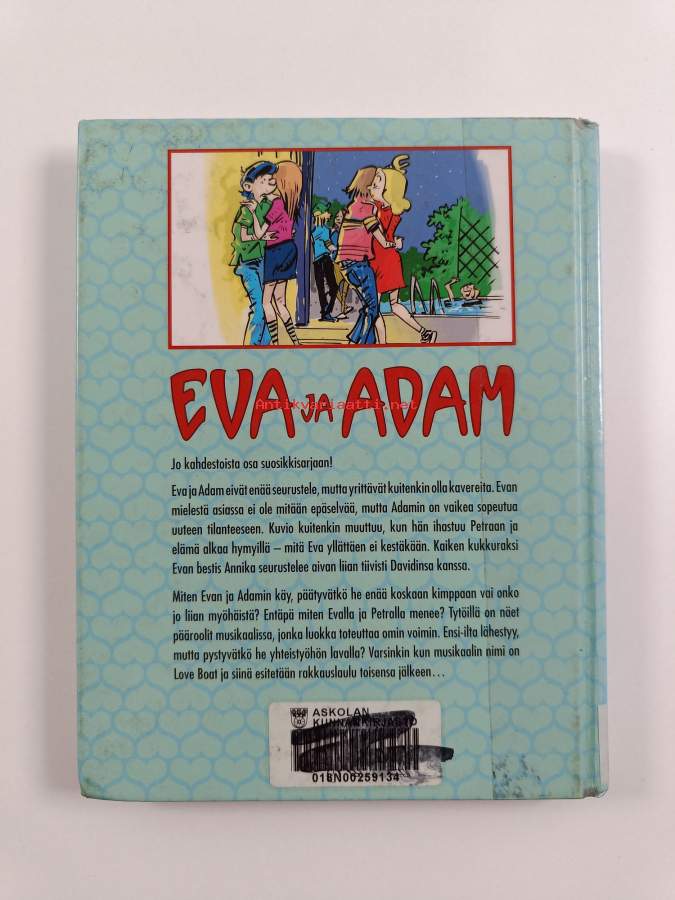 EVA JA ADAM
Antikvariaatti.net
Jo kahdestoista osa suosikkisarjaan!
Eva ja Adam eivät enää seurustele, mutta yrittävät kuitenkin olla kavereita. Evan
mielestä asiassa ei ole mitään epäselvää, mutta Adamin on vaikea sopeutua
uuteen tilanteeseen. Kuvio kuitenkin muuttuu, kun hän ihastuu Petraan ja
elämä alkaa hymyillä – mitä Eva yllättäen ei kestäkään. Kaiken kukkuraksi
Evan bestis Annika seurustelee aivan liian tiivisti Davidinsa kanssa.
Miten Evan ja Adamin käy, päätyvätkö he enää koskaan kimppaan vai onko
jo liian myöhäistä? Entäpä miten Evalla ja Petralla menee? Tytöillä on näet
pääroolit musikaalissa, jonka luokka toteuttaa omin voimin. Ensi-ilta lähestyy,
mutta pystyvätkö he yhteistyöhön lavalla? Varsinkin kun musikaalin nimi on
Love Boat ja siinä esitetään rakkauslaulu toisensa jälkeen…
ASKOLAN
KUNNANKIRJASTO
018N00259134